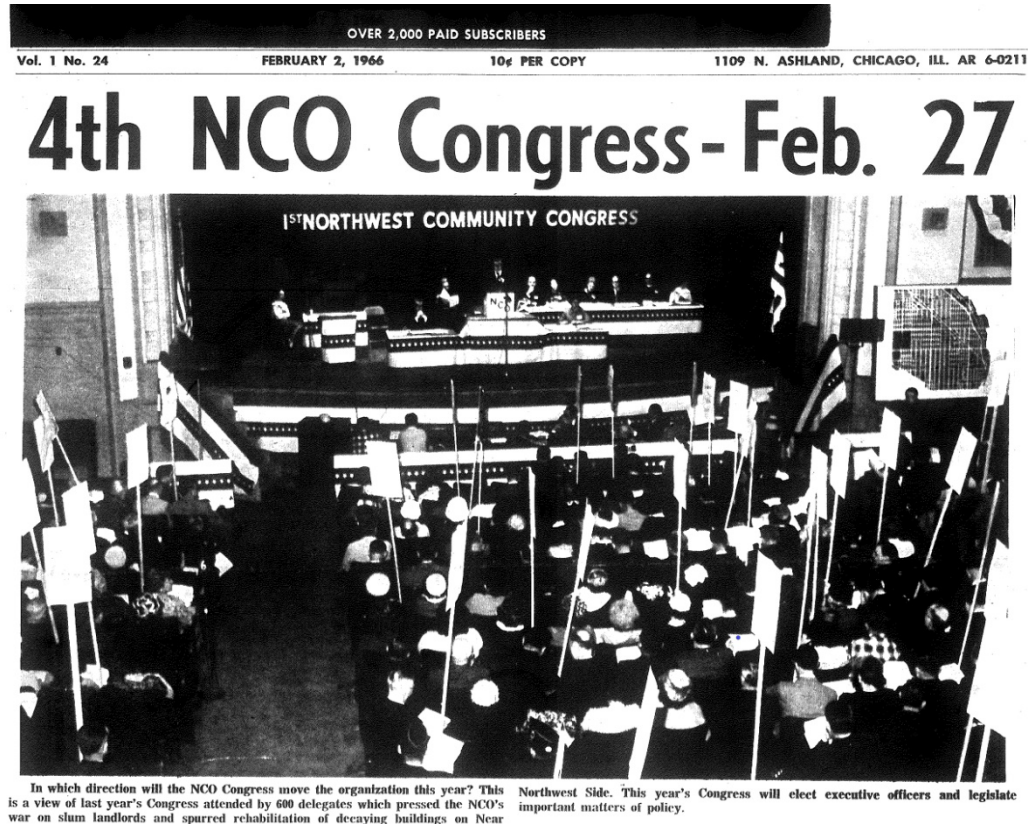 OVER 2,000 PAID SUBSCRIBERS
Vol. 1 No. 24 FEBRUARY 2, 1966 10¢ PER COPY 1109 N. ASHLAND, CHICAGO, ILL. AR 6-0211
4th NCO Congress - Feb. 27
1ST NORTHWEST COMMUNITY CONGRESS
NCO
In which direction will the NCO Congress move the organization this year? This
is a view of last year's Congress attended by 600 delegates which pressed the NCO's
war on slum landlords and spurred rehabilitation of decaying buildings on Near
Northwest Side. This year's Congress will elect executive officers and legislate
important matters of policy.